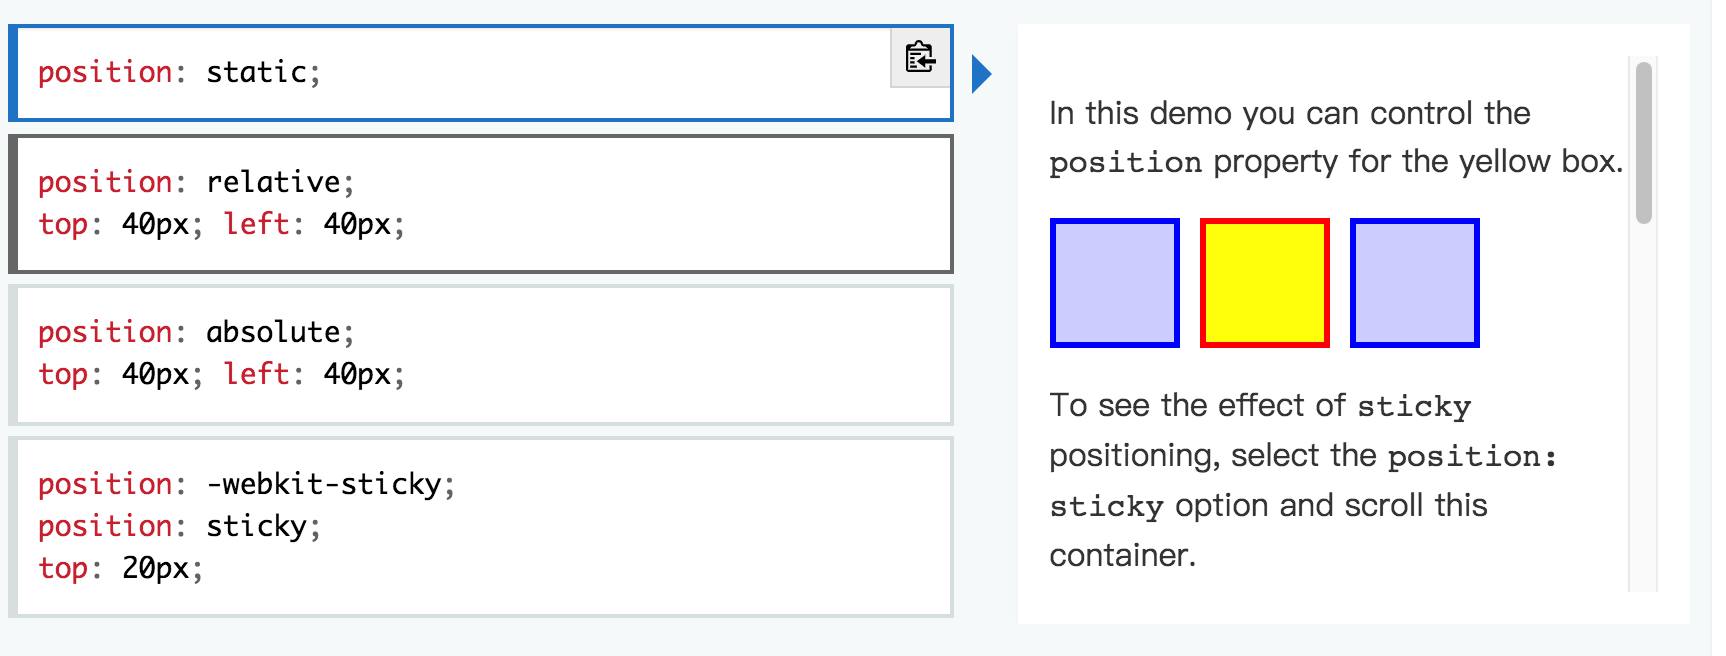 position: static;
position: relative;
top: 40px; left: 40px;
position: absolute;
top: 40px; left: 40px;
position: -webkit-sticky;
position: sticky;
top: 20px;
In this demo you can control the
position property for the yellow box.
To see the effect of sticky
positioning, select the position:
sticky option and scroll this
container.